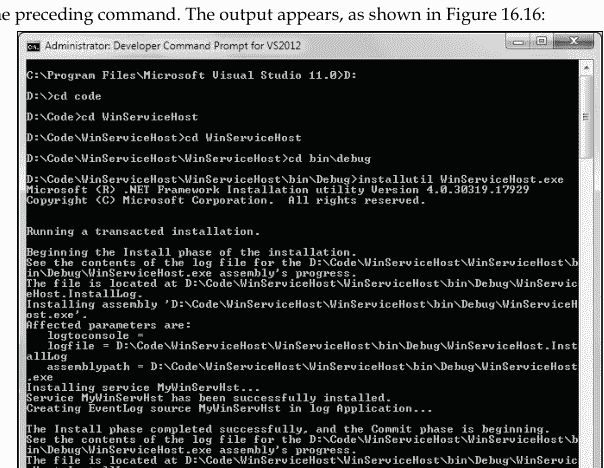 e preceding command. The output appears, as shown in Figure 16.16:
Administrator: Developer Command Prompt for VS2012
C:\Program Files\Microsoft Visual Studio 11.0>D:
D:\>cd code
D:\Code>cd WinServiceHost
D:\Code\WinServiceHost>cd WinServiceHost
D:\Code\WinServiceHost\WinServiceHost>cd bin\debug
D:\Code\WinServiceHost\WinServiceHost\bin\Debug>installutil WinServiceHost.exe
Microsoft (R) .NET Framework Installation utility Version 4.0.30319.17929
Copyright (C) Microsoft Corporation.  All rights reserved.
Running a transacted installation.
Beginning the Install phase of the installation.
See the contents of the log file for the D:\Code\WinServiceHost\WinServiceHost\b
in\Debug\WinServiceHost.exe assembly's progress.
The file is located at D:\Code\WinServiceHost\WinServiceHost\bin\Debug\WinServic
eHost.InstallLog.
Installing assembly 'D:\Code\WinServiceHost\WinServiceHost\bin\Debug\WinServiceH
ost.exe'.
Affected parameters are:
logtoconsole =
logfile = D:\Code\WinServiceHost\WinServiceHost\bin\Debug\WinServiceHost.Inst
allLog
assemblypath = D:\Code\WinServiceHost\WinServiceHost\bin\Debug\WinServiceHost
.exe
Installing service MyWinServHst...
Service MyWinServHst has been successfully installed.
Creating EventLog source MyWinServHst in log Application...
The Install phase completed successfully, and the Commit phase is beginning.
See the contents of the log file for the D:\Code\WinServiceHost\WinServiceHost\b
in\Debug\WinServiceHost.exe assembly's progress.
The file is located at D:\Code\WinServiceHost\WinServiceHost\bin\Debug\WinServic